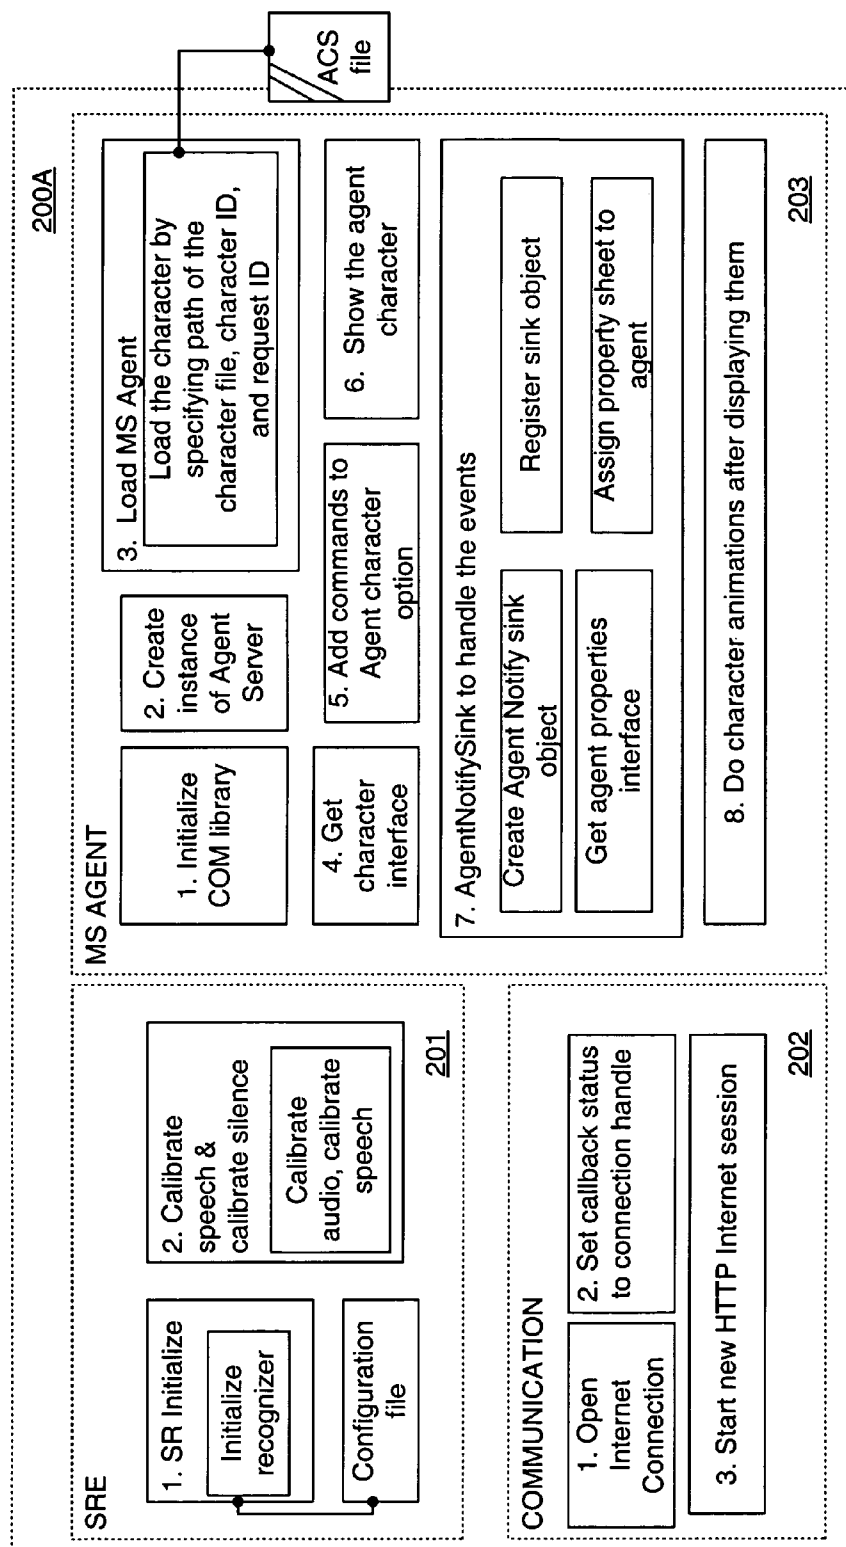 200A
ACS
file
SRE
1. SR Initialize
Initialize
recognizer
Configuration
file
2. Calibrate
speech &
calibrate silence
Calibrate
audio, calibrate
speech
201
COMMUNICATION
1. Open
Internet
Connection
2. Set callback status
to connection handle
3. Start new HTTP Internet session
202
MS AGENT
1. Initialize
COM library
2. Create
instance
of Agent
Server
3. Load MS Agent
Load the character by
specifying path of the
character file, character ID,
and request ID
4. Get
character
interface
5. Add commands to
Agent character
option
6. Show the agent
character
7. AgentNotifySink to handle the events
Create Agent Notify sink
object
Register sink object
Get agent properties
interface
Assign property sheet to
agent
8. Do character animations after displaying them
203